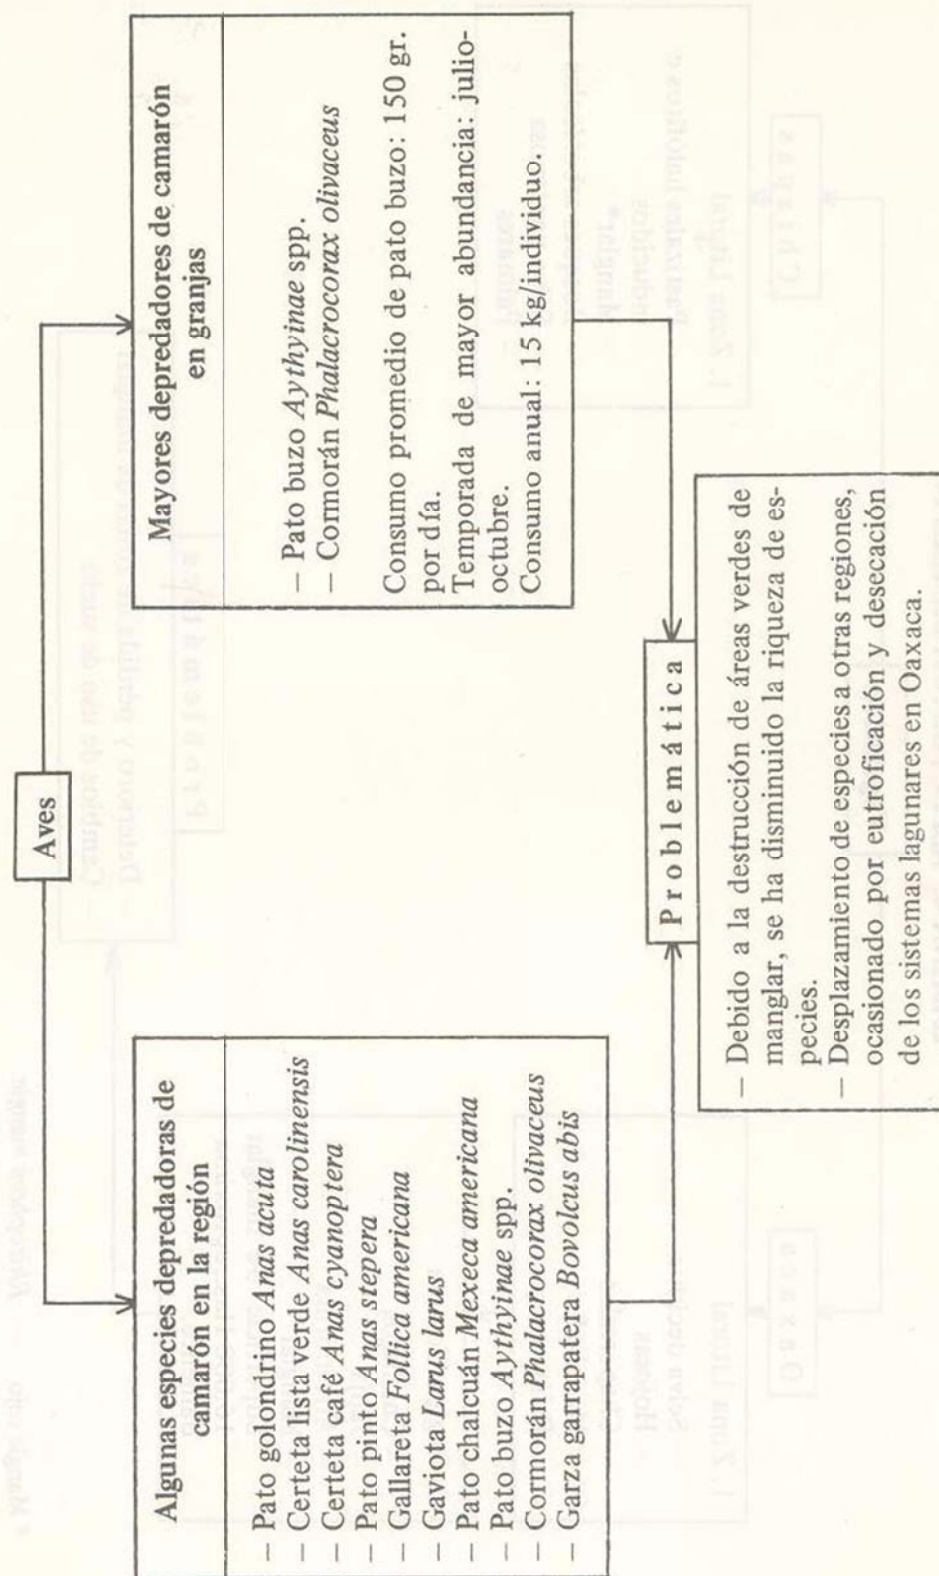 Aves
Algunas especies depredadoras de
camarón en la región
– Pato golondrino Anas acuta
– Certeta lista verde Anas carolinensis
– Certeta café Anas cyanoptera
– Pato pinto Anas stepera
– Gallareta Follica americana
– Gaviota Larus larus
– Pato chalcuán Mexeca americana
– Pato buzo Aythyinae spp.
– Cormorán Phalacrocorax olivaceus
– Garza garrapatera Bovolcus abis
Mayores depredadores de camarón
en granjas
– Pato buzo Aythyinae spp.
– Cormorán Phalacrocorax olivaceus
Consumo promedio de pato buzo: 150 gr.
por día.
Temporada de mayor abundancia: julio-
octubre.
Consumo anual: 15 kg/individuo.
Problemática
– Debido a la destrucción de áreas verdes de
manglar, se ha disminuido la riqueza de es-
pecies.
– Desplazamiento de especies a otras regiones,
ocasionado por eutroficación y desecación
de los sistemas lagunares en Oaxaca.